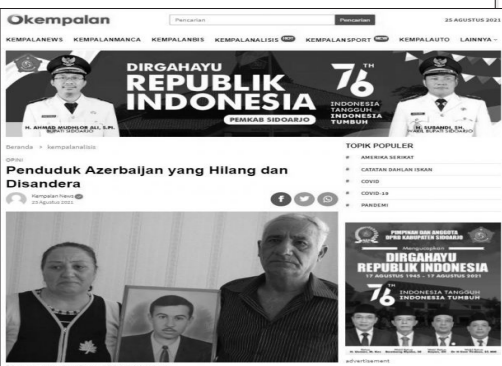 kempalan
Pencarian
Pencarian
25 AGUSTUS 2021
KEMPALANEWS KEMPALANMANCA KEMPALANBIS KEMPALANALISIS KEMPALANSPORT KEMPALAUTO LAINNYA
DIRGAHAYU
REPUBLIK
INDONESIA
PEMKAB SIDOARJO
76 TH
INDONESIA
TANGGUH
INDONESIA
TUMBUH
H. AHMAD MUDHLOR ALI, S.IP.
BUPATI SIDOARJO
H. SUBANDI, SH.
WAKIL BUPATI SIDOARJO
Beranda > kempalanalisis
OPINI
Penduduk Azerbaijan yang Hilang dan
Disandera
Kempalan News
23 Agustus 2021
TOPIK POPULER
# AMERIKA SERIKAT
# CATATAN DAHLAN ISKAN
# COVID
# COVID-19
# PANDEMI
PIMPINAN DAN ANGGOTA
DPRD KABUPATEN SIDOARJO
Mengucapkan
DIRGAHAYU
REPUBLIK INDONESIA
17 AGUSTUS 1945 - 17 AGUSTUS 2021
76 TH
INDONESIA TANGGUH
INDONESIA TUMBUH
advertisement